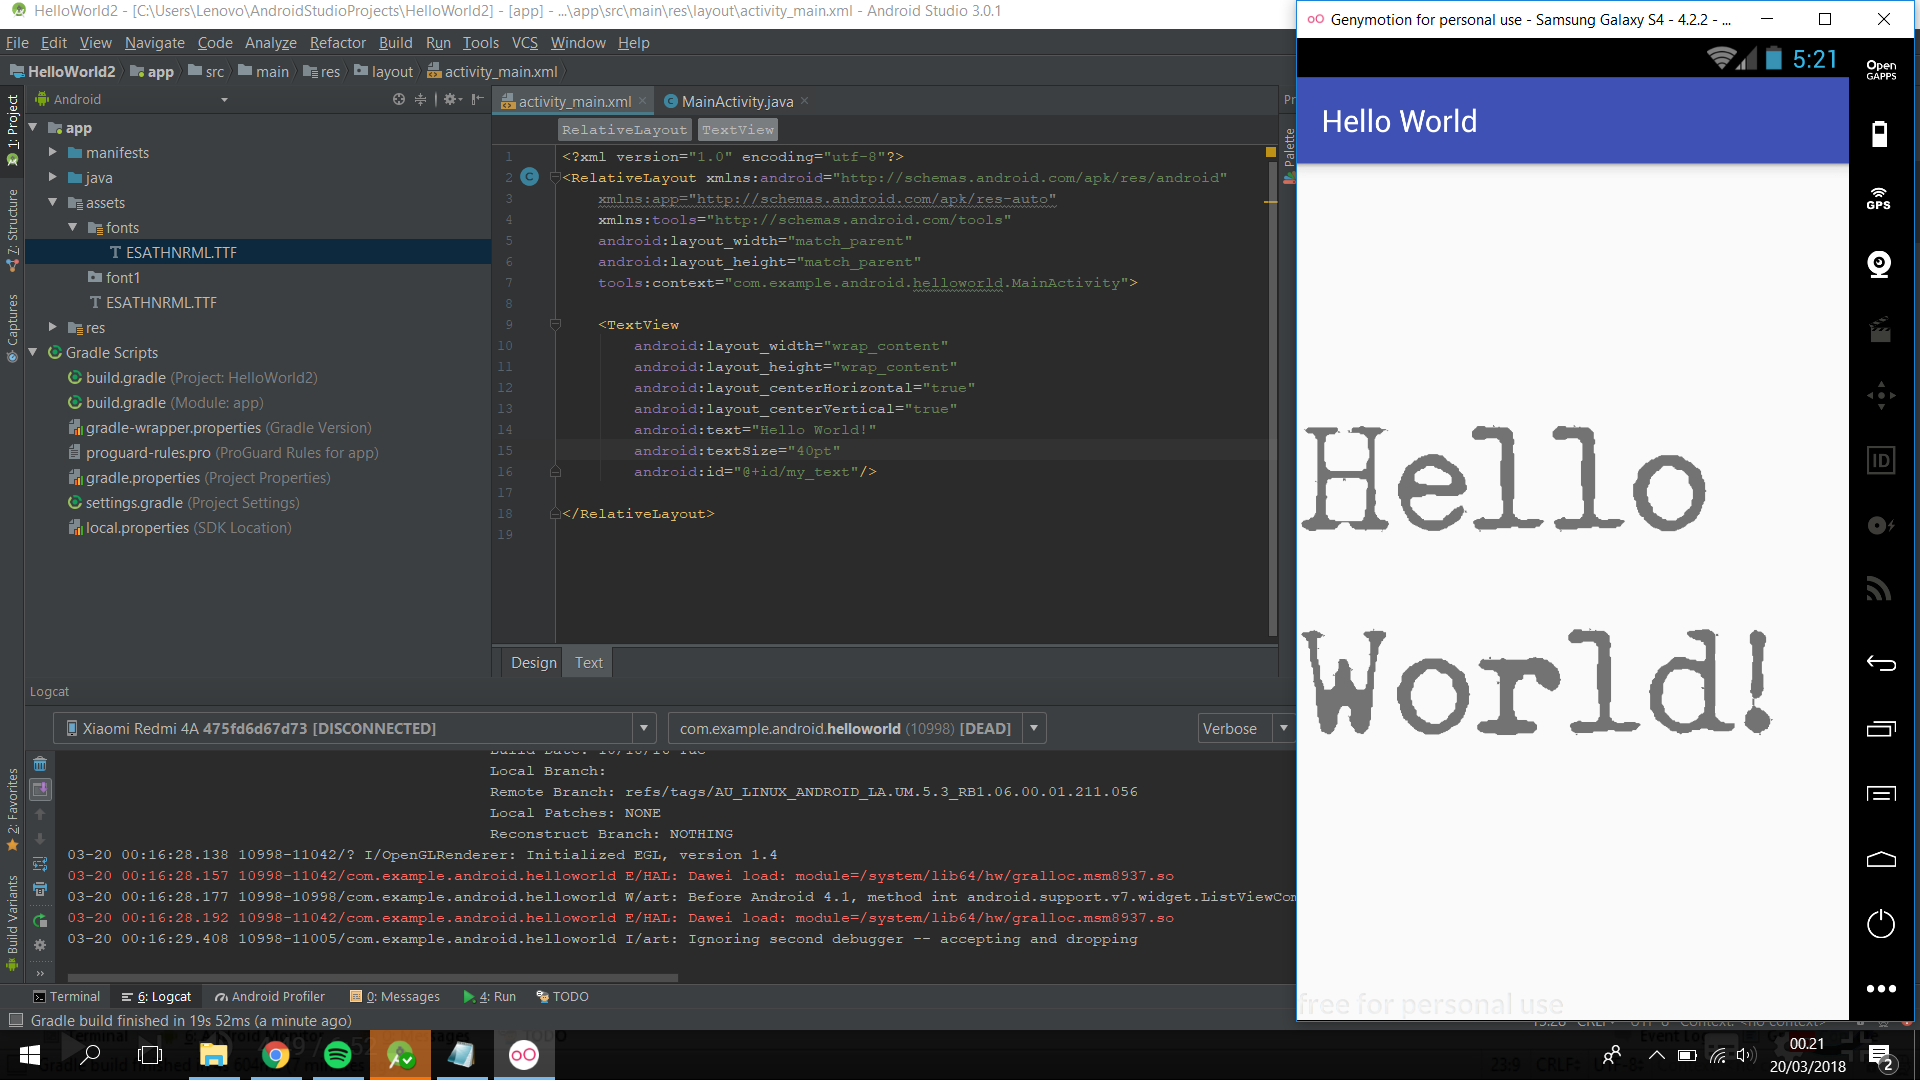 HelloWorld2 - [C:\Users\Lenovo\AndroidStudioProjects\HelloWorld2] - [app] - ...\app\src\main\res\layout\activity_main.xml - Android Studio 3.0.1
File Edit View Navigate Code Analyze Refactor Build Run Tools VCS Window Help
HelloWorld2 app src main res layout activity_main.xml
1: Project
7: Structure
Captures
2: Favorites
Build Variants
Android
app
manifests
java
assets
fonts
ESATHNRML.TTF
font1
ESATHNRML.TTF
res
Gradle Scripts
build.gradle (Project: HelloWorld2)
build.gradle (Module: app)
gradle-wrapper.properties (Gradle Version)
proguard-rules.pro (ProGuard Rules for app)
gradle.properties (Project Properties)
settings.gradle (Project Settings)
local.properties (SDK Location)
activity_main.xml MainActivity.java
RelativeLayout TextView
1 <?xml version="1.0" encoding="utf-8"?>
2 <RelativeLayout xmlns:android="http://schemas.android.com/apk/res/android"
3 xmlns:app="http://schemas.android.com/apk/res-auto"
4 xmlns:tools="http://schemas.android.com/tools"
5 android:layout_width="match_parent"
6 android:layout_height="match_parent"
7 tools:context="com.example.android.helloworld.MainActivity">
8
9 <TextView
10 android:layout_width="wrap_content"
11 android:layout_height="wrap_content"
12 android:layout_centerHorizontal="true"
13 android:layout_centerVertical="true"
14 android:text="Hello World!"
15 android:textSize="40pt"
16 android:id="@+id/my_text"/>
17
18 </RelativeLayout>
19
Design Text
Palette
Logcat
Xiaomi Redmi 4A 475fd6d67d73 [DISCONNECTED]
com.example.android.helloworld (10998) [DEAD]
Verbose
Local Branch:
Remote Branch: refs/tags/AU_LINUX_ANDROID_LA.UM.5.3_RB1.06.00.01.211.056
Local Patches: NONE
Reconstruct Branch: NOTHING
03-20 00:16:28.138 10998-11042/? I/OpenGLRenderer: Initialized EGL, version 1.4
03-20 00:16:28.157 10998-11042/com.example.android.helloworld E/HAL: Dawei load: module=/system/lib64/hw/gralloc.msm8937.so
03-20 00:16:28.177 10998-10998/com.example.android.helloworld W/art: Before Android 4.1, method int android.support.v7.widget.ListViewCom
03-20 00:16:28.192 10998-11042/com.example.android.helloworld E/HAL: Dawei load: module=/system/lib64/hw/gralloc.msm8937.so
03-20 00:16:29.408 10998-11005/com.example.android.helloworld I/art: Ignoring second debugger -- accepting and dropping
Terminal 6: Logcat Android Profiler 0: Messages 4: Run TODO
Gradle build finished in 19s 52ms (a minute ago)
Genymotion for personal use - Samsung Galaxy S4 - 4.2.2 - ...
5:21
Open
GAPPS
GPS
ID
Hello World
Hello
World!
free for personal use
00.21
20/03/2018
2